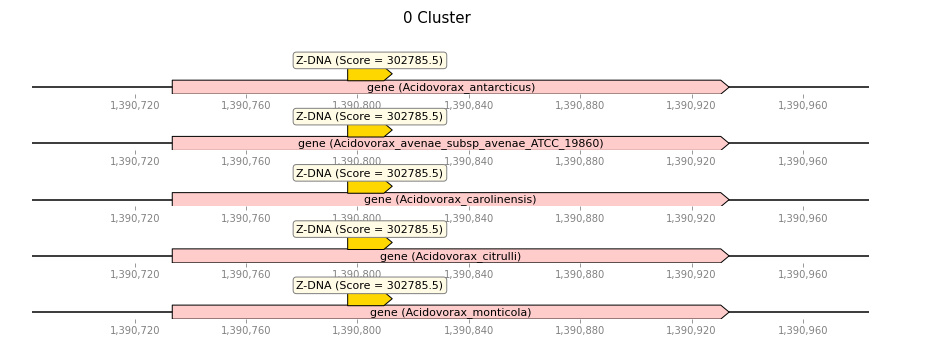 0 Cluster
Z-DNA (Score = 302785.5)
gene (Acidovorax_antarcticus)
1,390,720 1,390,760 1,390,800 1,390,840 1,390,880 1,390,920 1,390,960
Z-DNA (Score = 302785.5)
gene (Acidovorax_avenae_subsp_avenae_ATCC_19860)
1,390,720 1,390,760 1,390,800 1,390,840 1,390,880 1,390,920 1,390,960
Z-DNA (Score = 302785.5)
gene (Acidovorax_carolinensis)
1,390,720 1,390,760 1,390,800 1,390,840 1,390,880 1,390,920 1,390,960
Z-DNA (Score = 302785.5)
gene (Acidovorax_citrulli)
1,390,720 1,390,760 1,390,800 1,390,840 1,390,880 1,390,920 1,390,960
Z-DNA (Score = 302785.5)
gene (Acidovorax_monticola)
1,390,720 1,390,760 1,390,800 1,390,840 1,390,880 1,390,920 1,390,960